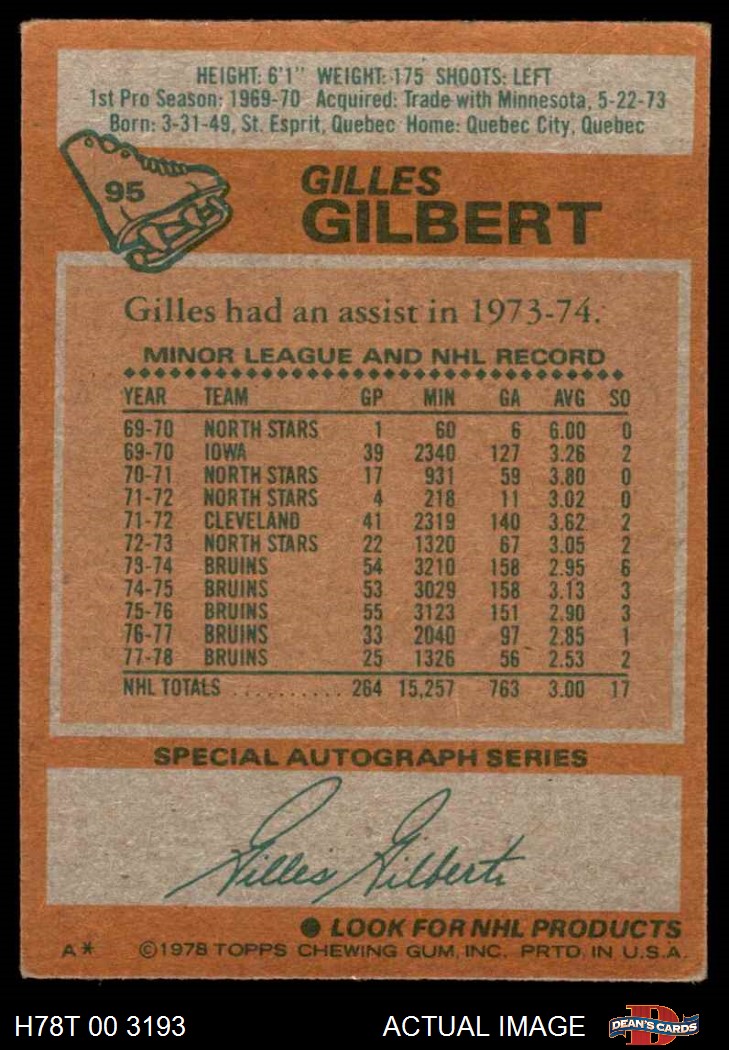 HEIGHT: 6'1" WEIGHT: 175 SHOOTS: LEFT
1st Pro Season: 1969-70 Acquired: Trade with Minnesota, 5-22-73
Born: 3-31-49, St. Esprit, Quebec Home: Quebec City, Quebec
95
GILLES
GILBERT
Gilles had an assist in 1973-74.
MINOR LEAGUE AND NHL RECORD
YEAR TEAM GP MIN GA AVG SO
69-70 NORTH STARS 1 60 6 6.00 0
69-70 IOWA 39 2340 127 3.26 2
70-71 NORTH STARS 17 931 59 3.80 0
71-72 NORTH STARS 4 218 11 3.02 0
71-72 CLEVELAND 41 2319 140 3.62 2
72-73 NORTH STARS 22 1320 67 3.05 2
73-74 BRUINS 54 3210 158 2.95 6
74-75 BRUINS 53 3029 158 3.13 3
75-76 BRUINS 55 3123 151 2.90 3
76-77 BRUINS 33 2040 97 2.85 1
77-78 BRUINS 25 1326 56 2.53 2
NHL TOTALS .......... 264 15,257 763 3.00 17
SPECIAL AUTOGRAPH SERIES
Gilles Gilbert
● LOOK FOR NHL PRODUCTS
A* ©1978 TOPPS CHEWING GUM, INC. PRTD. IN U.S.A.
H78T 00 3193 ACTUAL IMAGE D DEAN'S CARDS